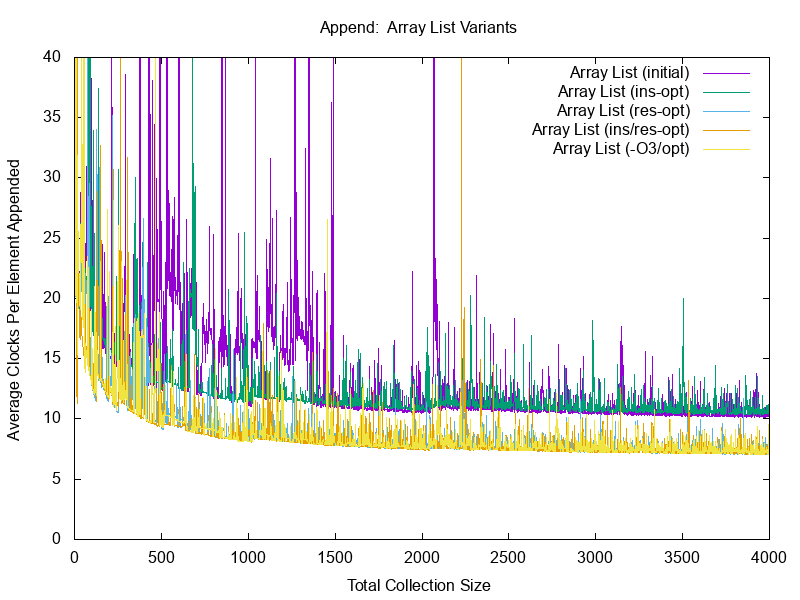 Append:  Array List Variants
Array List (initial)
Array List (ins-opt)
Array List (res-opt)
Array List (ins/res-opt)
Array List (-O3/opt)
Average Clocks Per Element Appended
40
35
30
25
20
15
10
5
0
0 500 1000 1500 2000 2500 3000 3500 4000
Total Collection Size